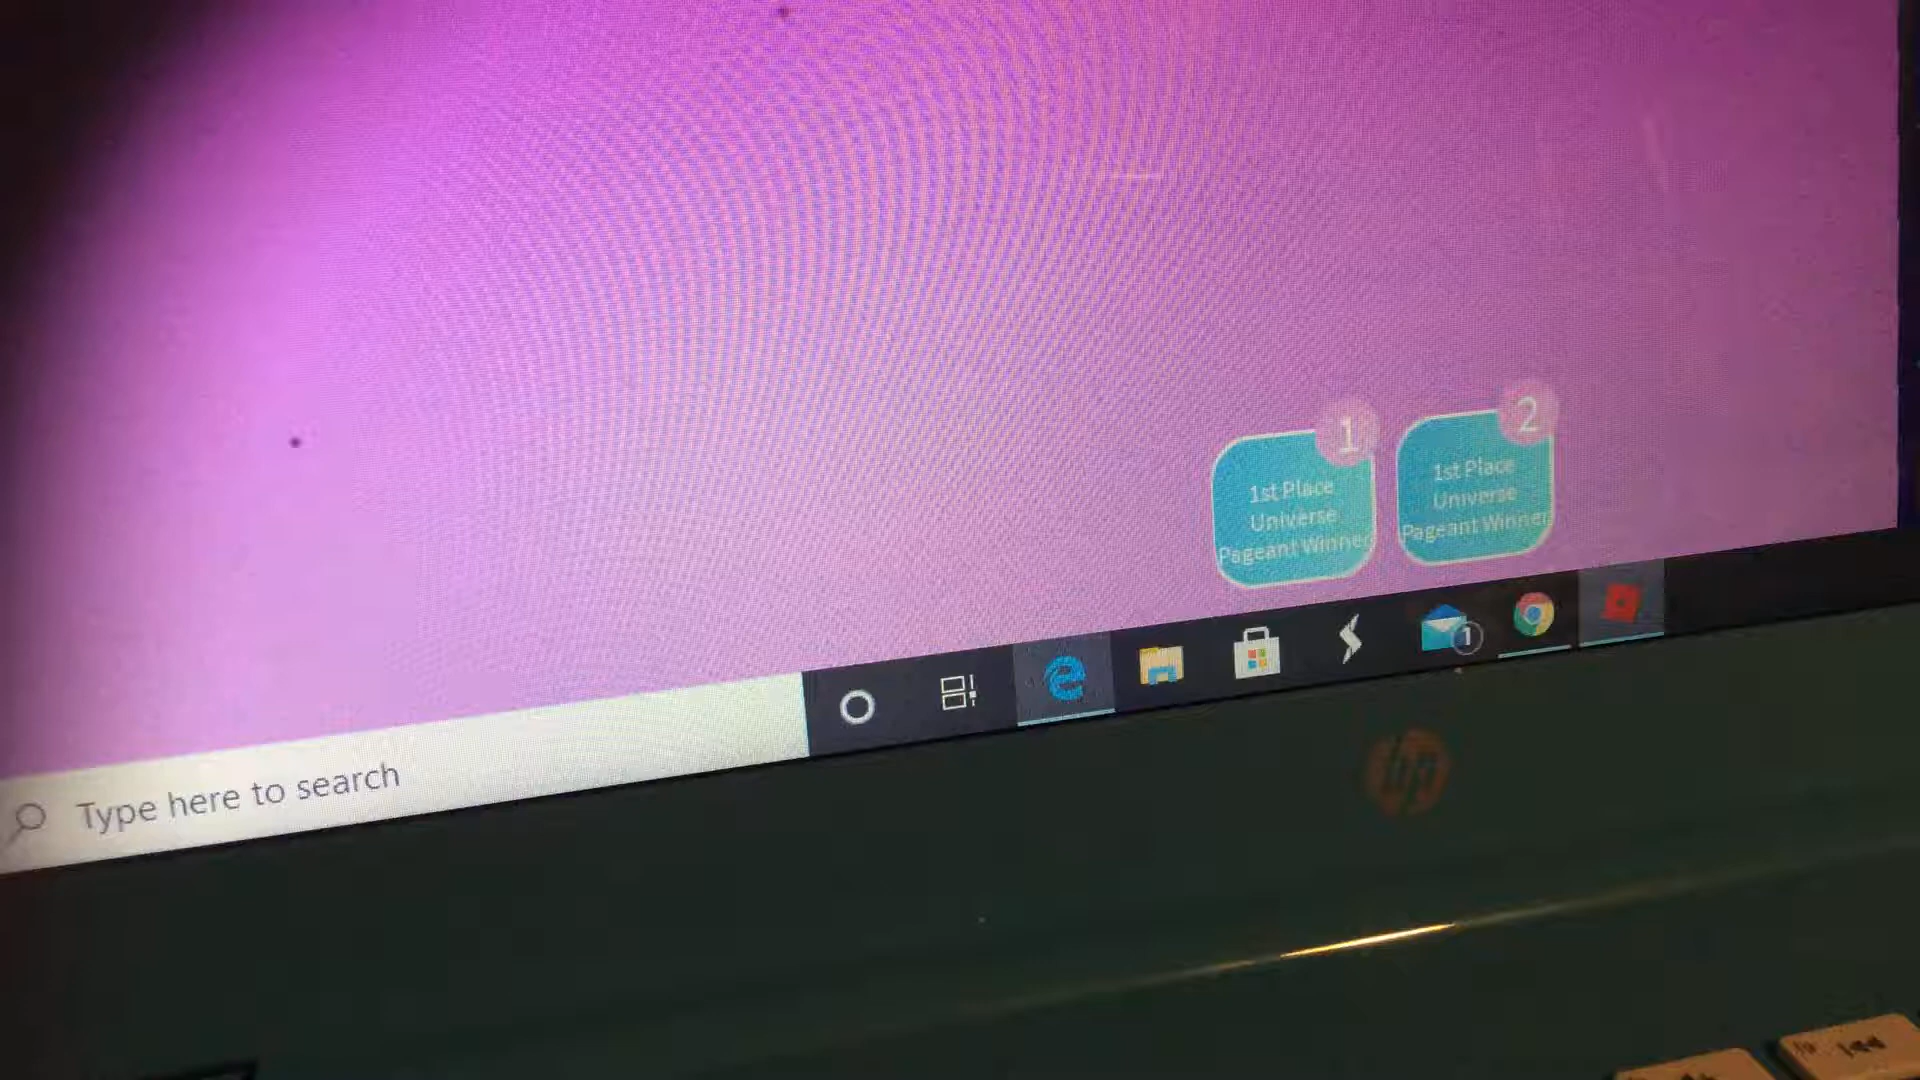 1
1st Place
Universe
Pageant Winner
2
1st Place
Universe
Pageant Winner
Type here to search
1
hp